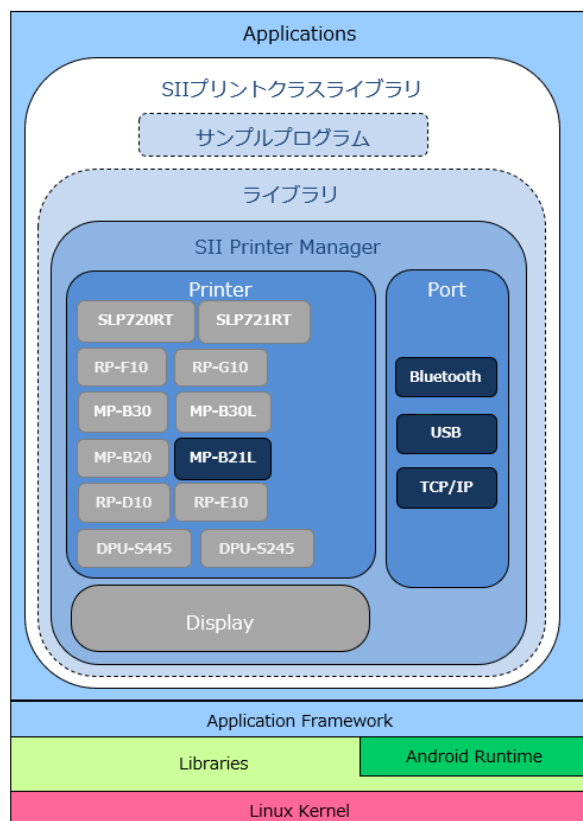 Applications
SIIプリントクラスライブラリ
サンプルプログラム
ライブラリ
SII Printer Manager
Printer
SLP720RT
SLP721RT
RP-F10
RP-G10
MP-B30
MP-B30L
MP-B20
MP-B21L
RP-D10
RP-E10
DPU-S445
DPU-S245
Port
Bluetooth
USB
TCP/IP
Display
Application Framework
Libraries
Android Runtime
Linux Kernel